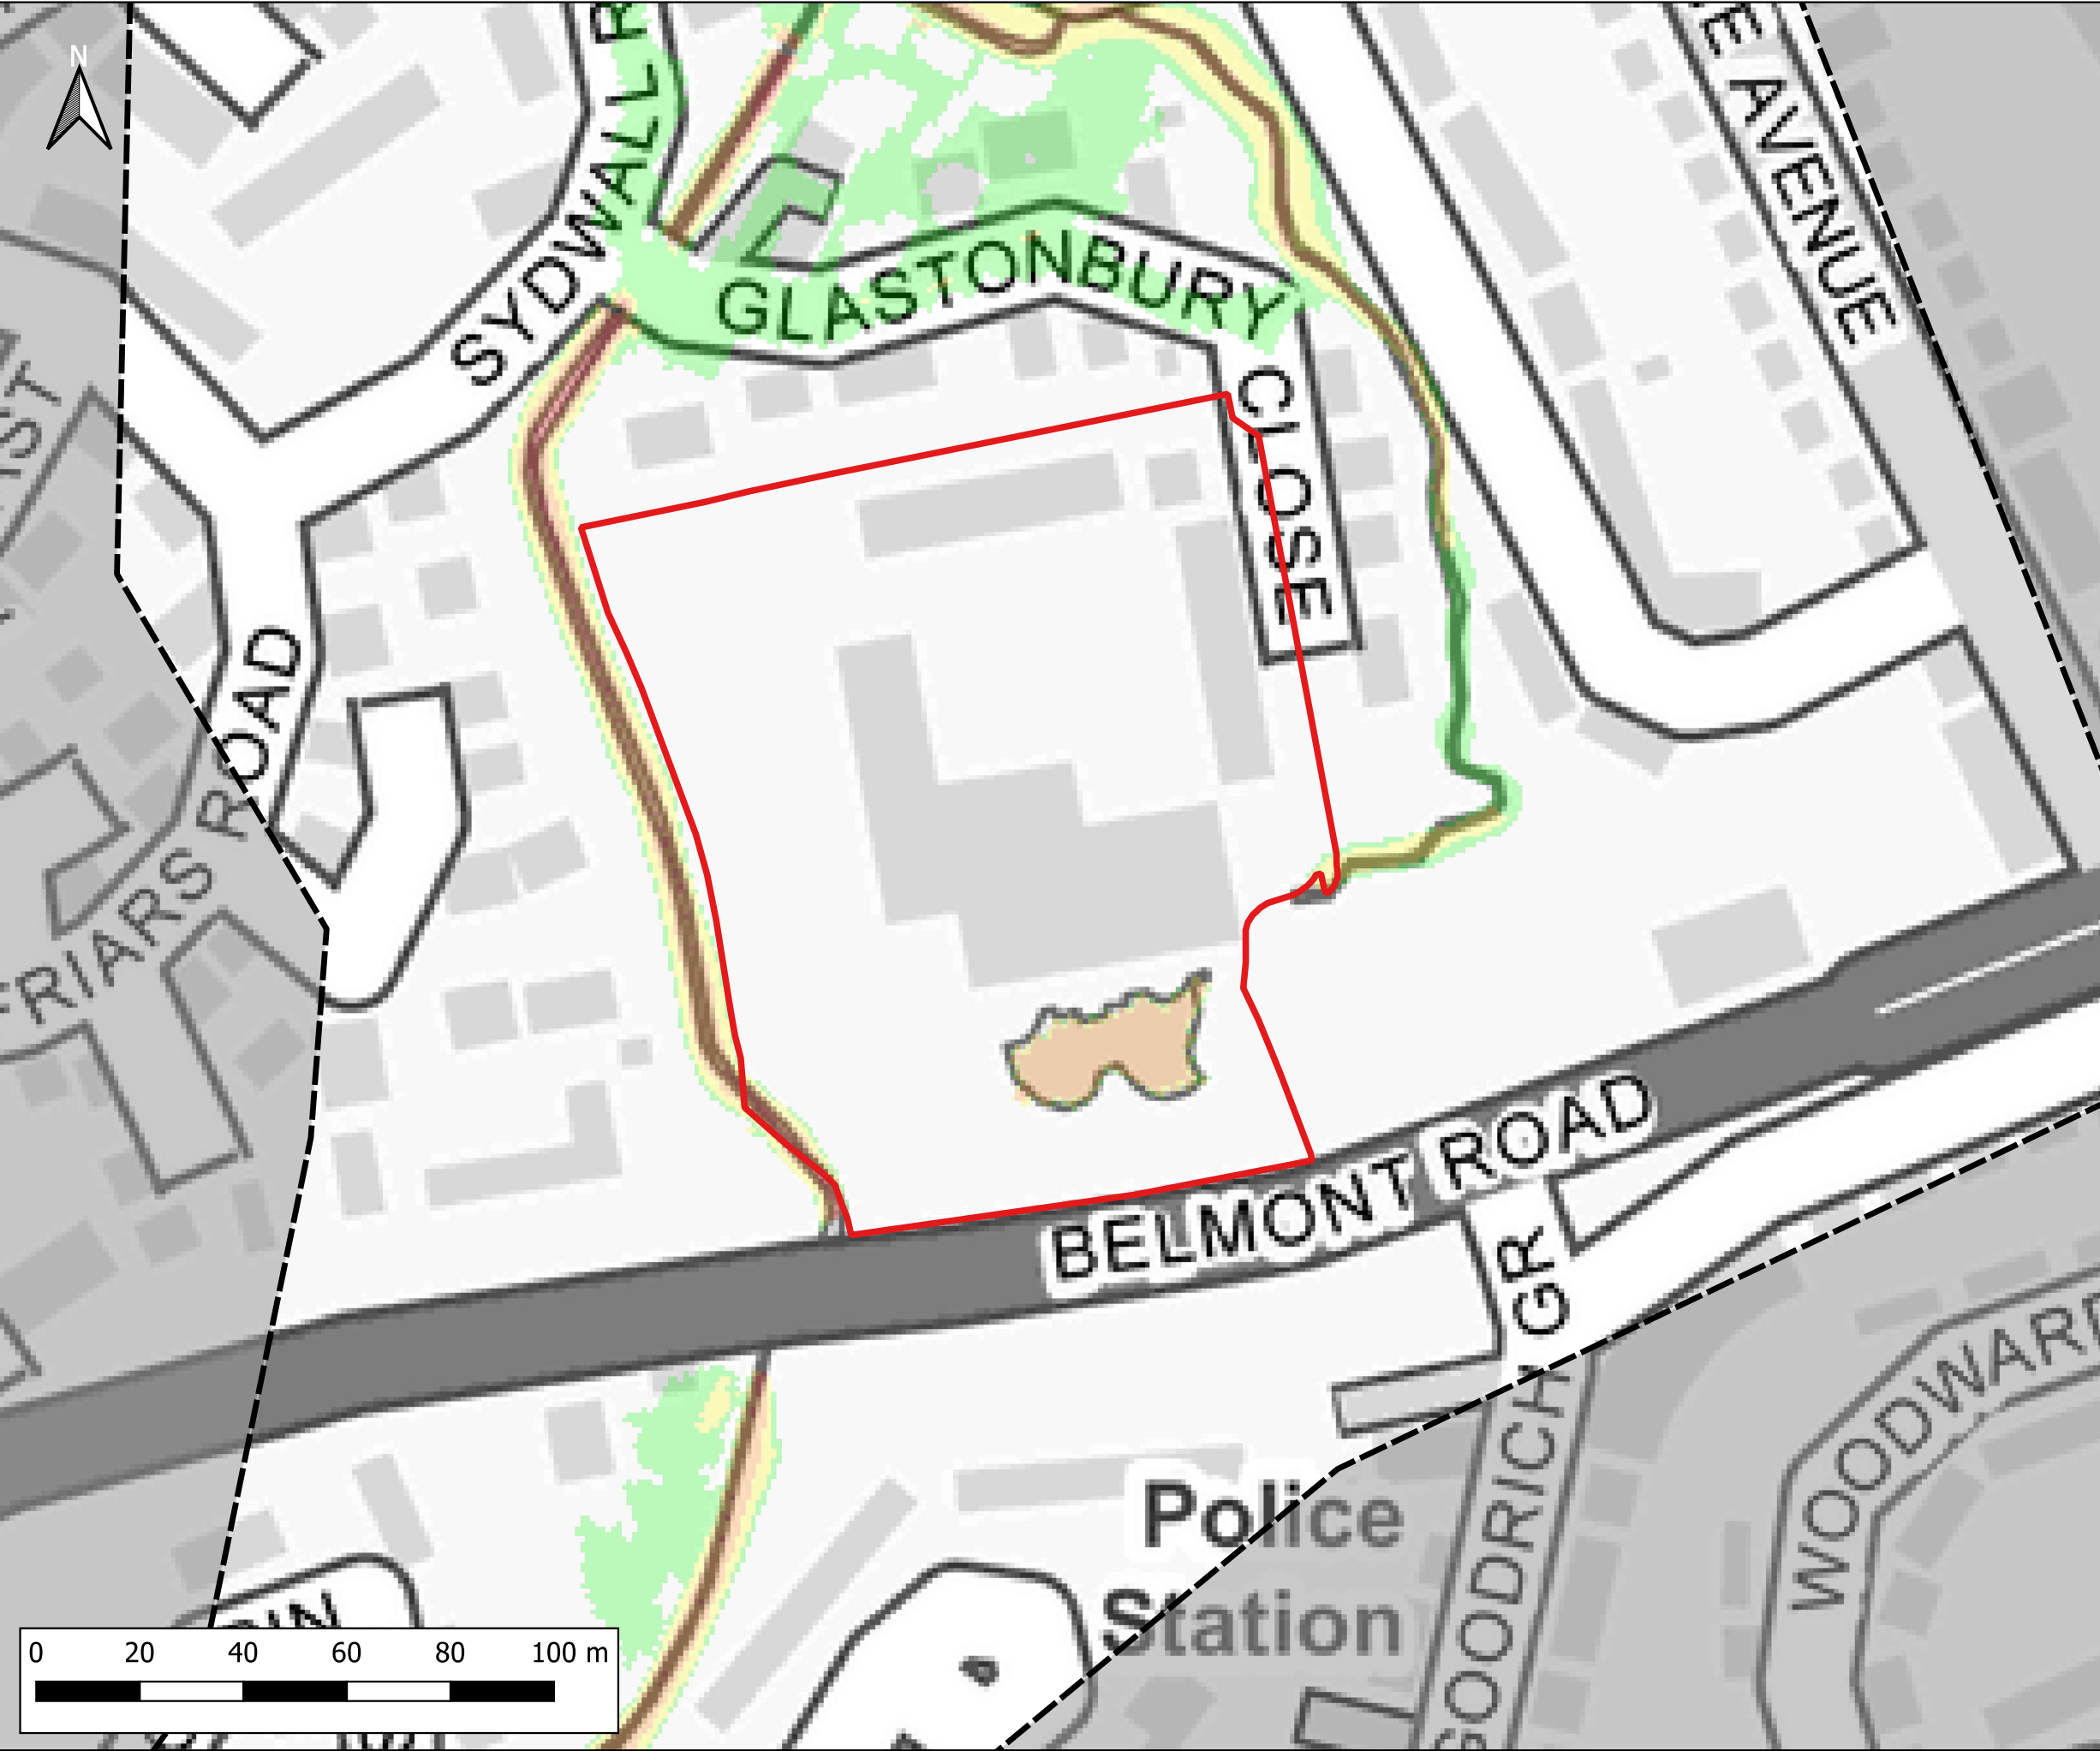 N
SYDWALL R
E AVENUE
GLASTONBURY
CLOSE
ROAD
FRIARS R
BELMONT ROAD
GR
GOODRICH
WOODWARD
Police
Station
0 20 40 60 80 100 m